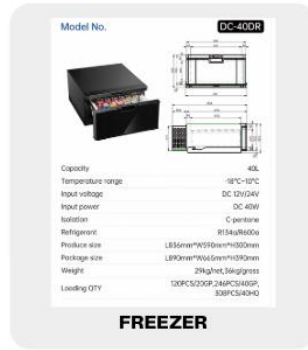 Model No. DC-40DR
Capacity 40L
Temperature range -18°C~10°C
Input voltage DC 12V/24V
Input power DC 40W
Isolation C-pentane
Refrigerant R134a/R600a
Produce size L836mm*W590mm*H300mm
Package size L890mm*W665mm*H390mm
Weight 29kg/net,36kg/gross
Loading QTY 120PCS/20GP,246PCS/40GP,
308PCS/40HQ
FREEZER